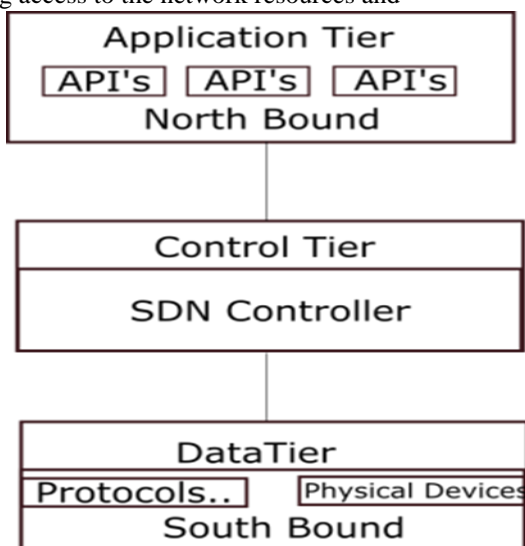 g access to the network resources and
Application Tier
API's API's API's
North Bound
Control Tier
SDN Controller
DataTier
Protocols.. Physical Devices
South Bound